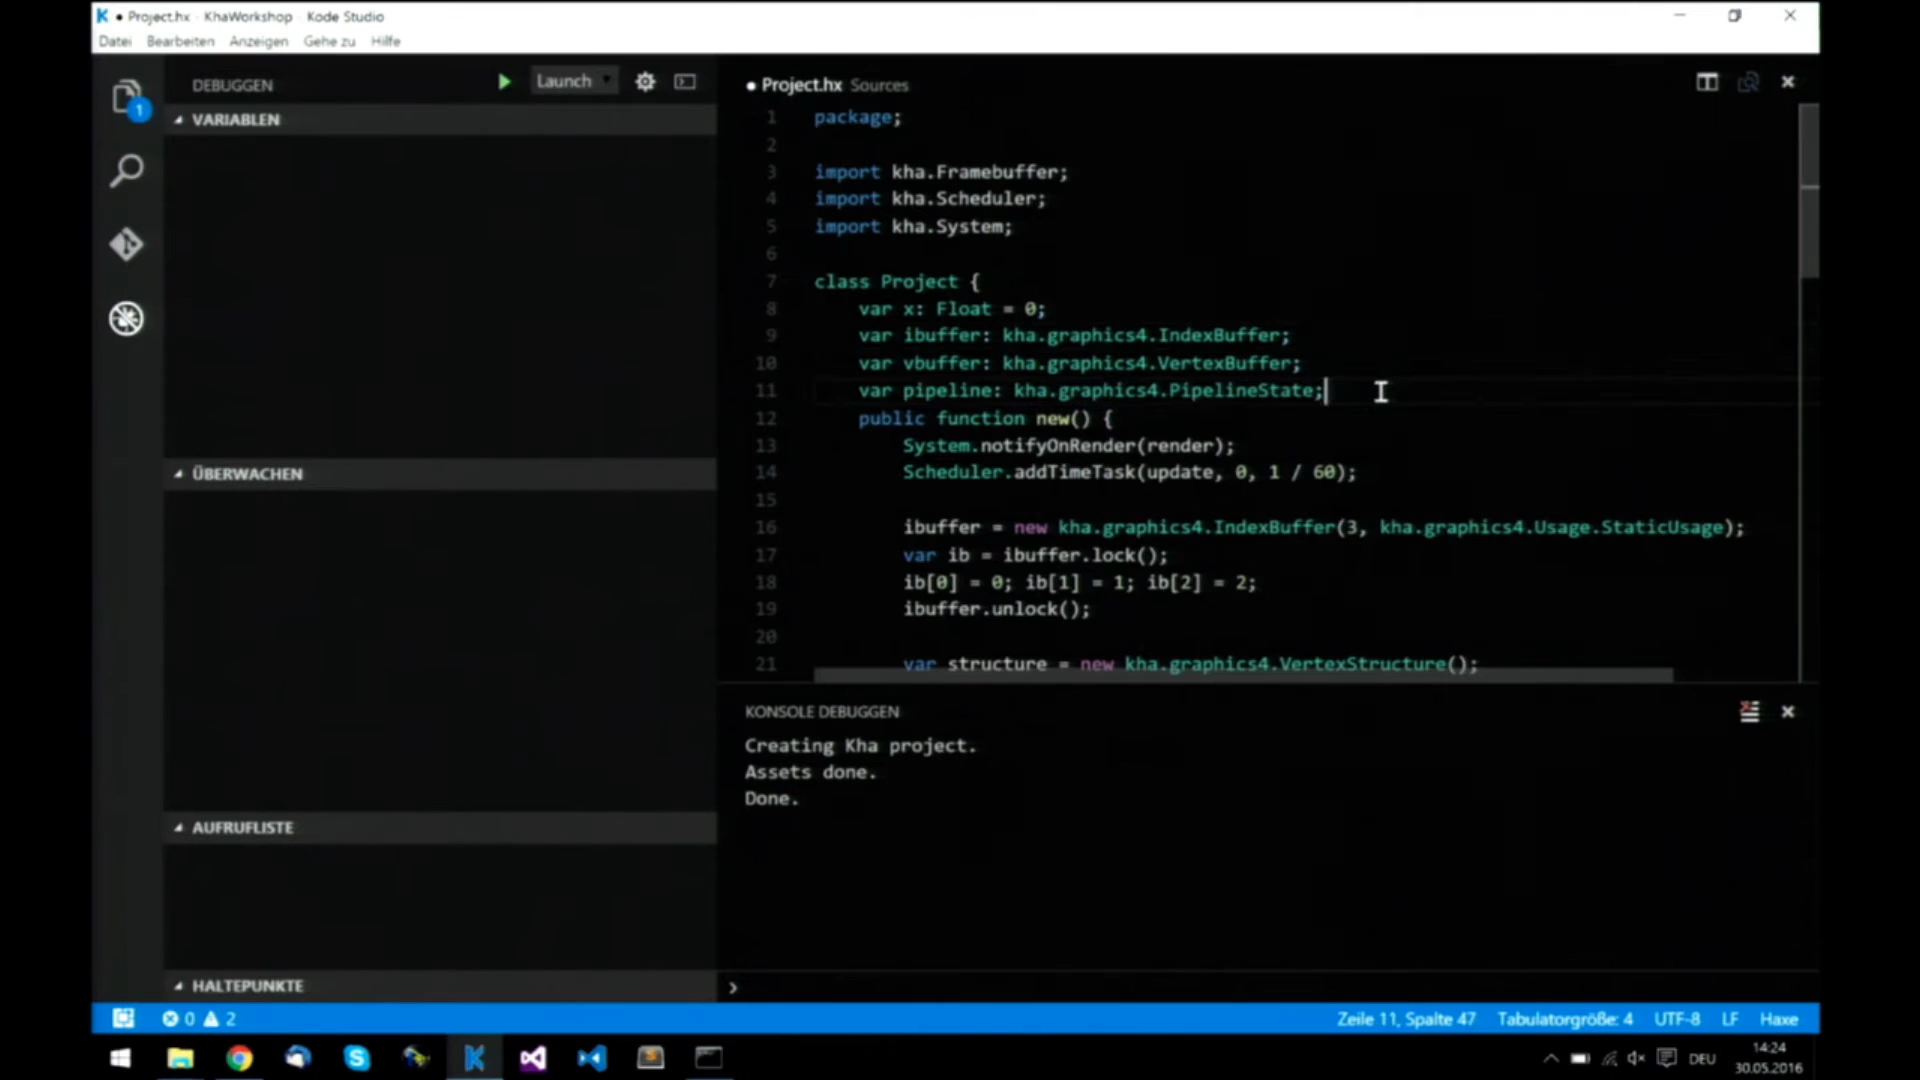 ● Project.hx - KhaWorkshop - Kode Studio
Datei Bearbeiten Anzeigen Gehe zu Hilfe
DEBUGGEN
Launch
1
VARIABLEN
ÜBERWACHEN
AUFRUFLISTE
HALTEPUNKTE
● Project.hx Sources
1 package;
2
3 import kha.Framebuffer;
4 import kha.Scheduler;
5 import kha.System;
6
7 class Project {
8 var x: Float = 0;
9 var ibuffer: kha.graphics4.IndexBuffer;
10 var vbuffer: kha.graphics4.VertexBuffer;
11 var pipeline: kha.graphics4.PipelineState;
12 public function new() {
13 System.notifyOnRender(render);
14 Scheduler.addTimeTask(update, 0, 1 / 60);
15
16 ibuffer = new kha.graphics4.IndexBuffer(3, kha.graphics4.Usage.StaticUsage);
17 var ib = ibuffer.lock();
18 ib[0] = 0; ib[1] = 1; ib[2] = 2;
19 ibuffer.unlock();
20
21 var structure = new kha.graphics4.VertexStructure();
KONSOLE DEBUGGEN
Creating Kha project.
Assets done.
Done.
0 2
Zeile 11, Spalte 47 Tabulatorgröße: 4 UTF-8 LF Haxe
DEU
14:24
30.05.2016